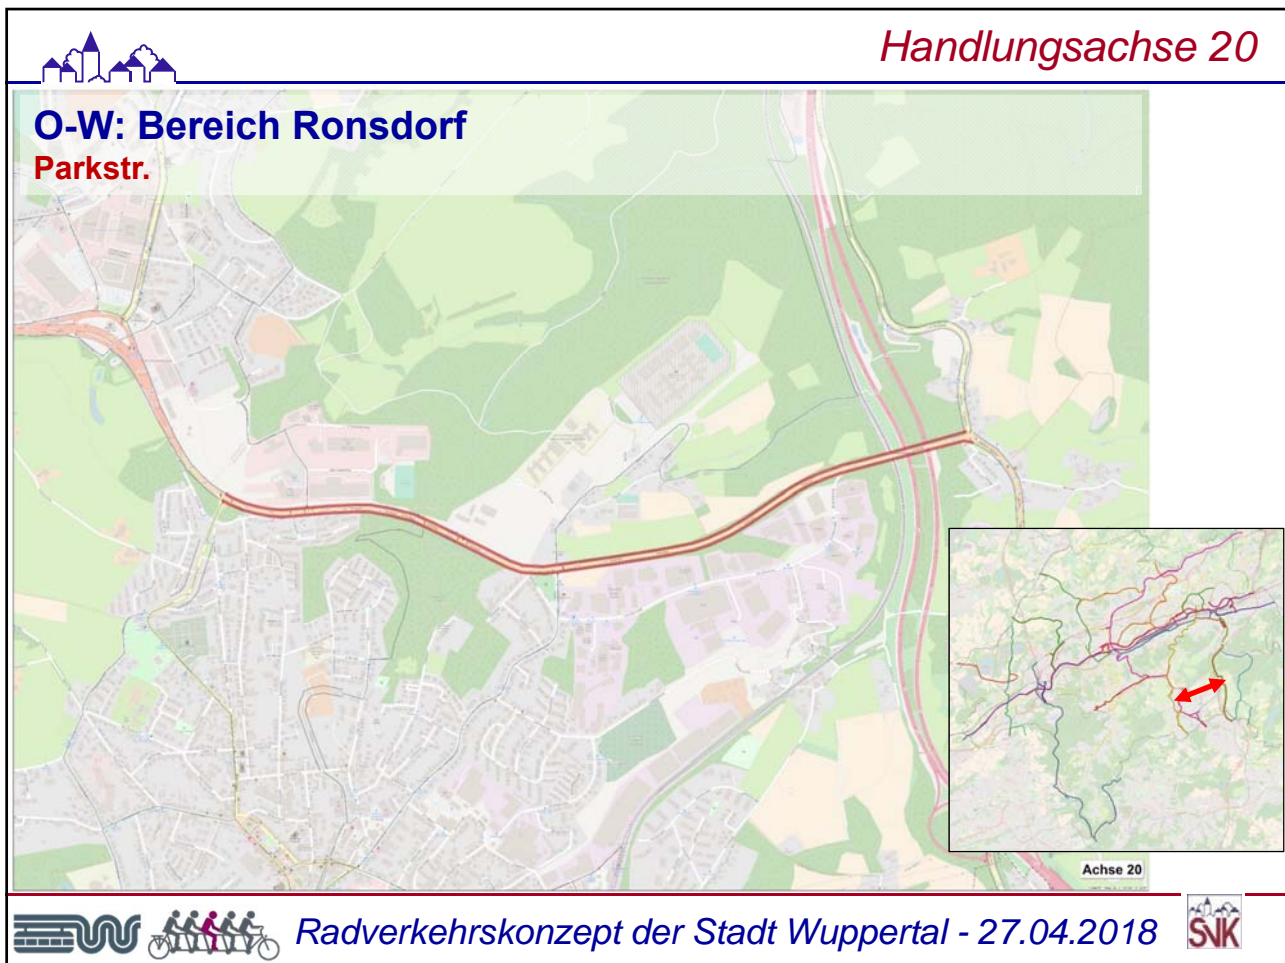 Handlungsachse 20
O-W: Bereich Ronsdorf
Parkstr.
Achse 20
Radverkehrskonzept der Stadt Wuppertal - 27.04.2018
SVK